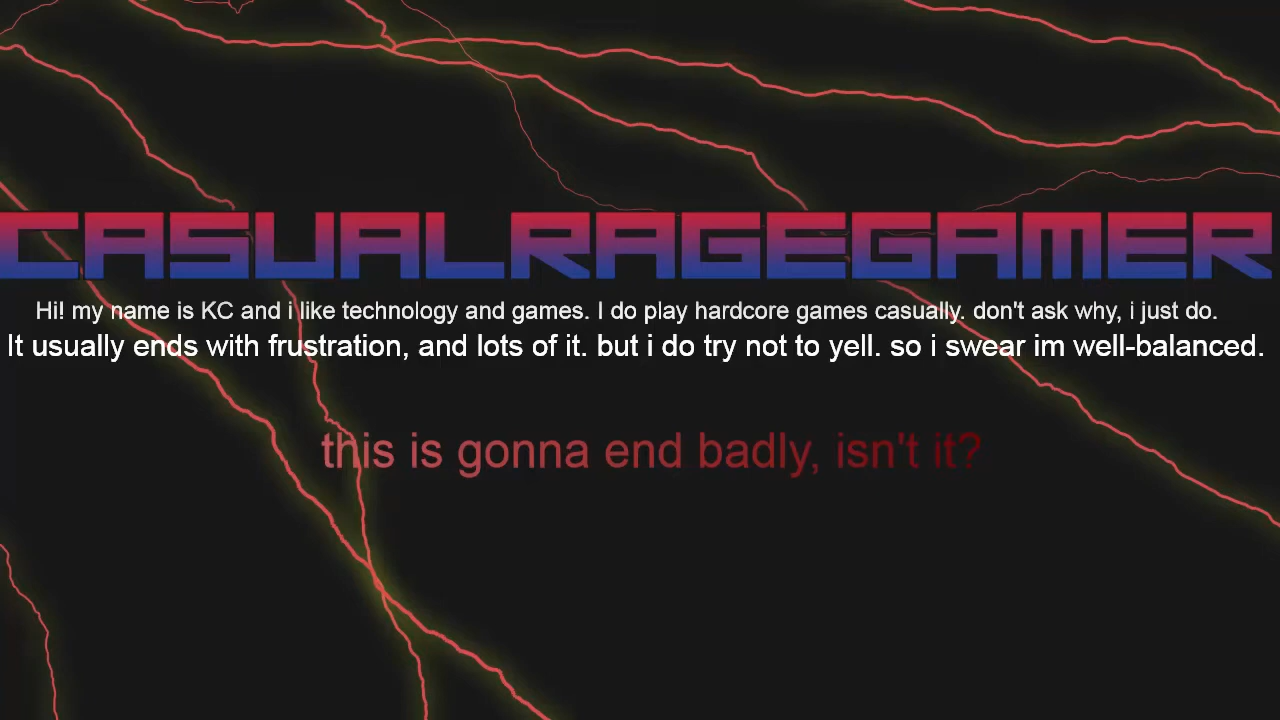 CASUALRAGEGAMER
Hi! my name is KC and i like technology and games. I do play hardcore games casually. don't ask why, i just do.
It usually ends with frustration, and lots of it. but i do try not to yell. so i swear im well-balanced.
this is gonna end badly, isn't it?